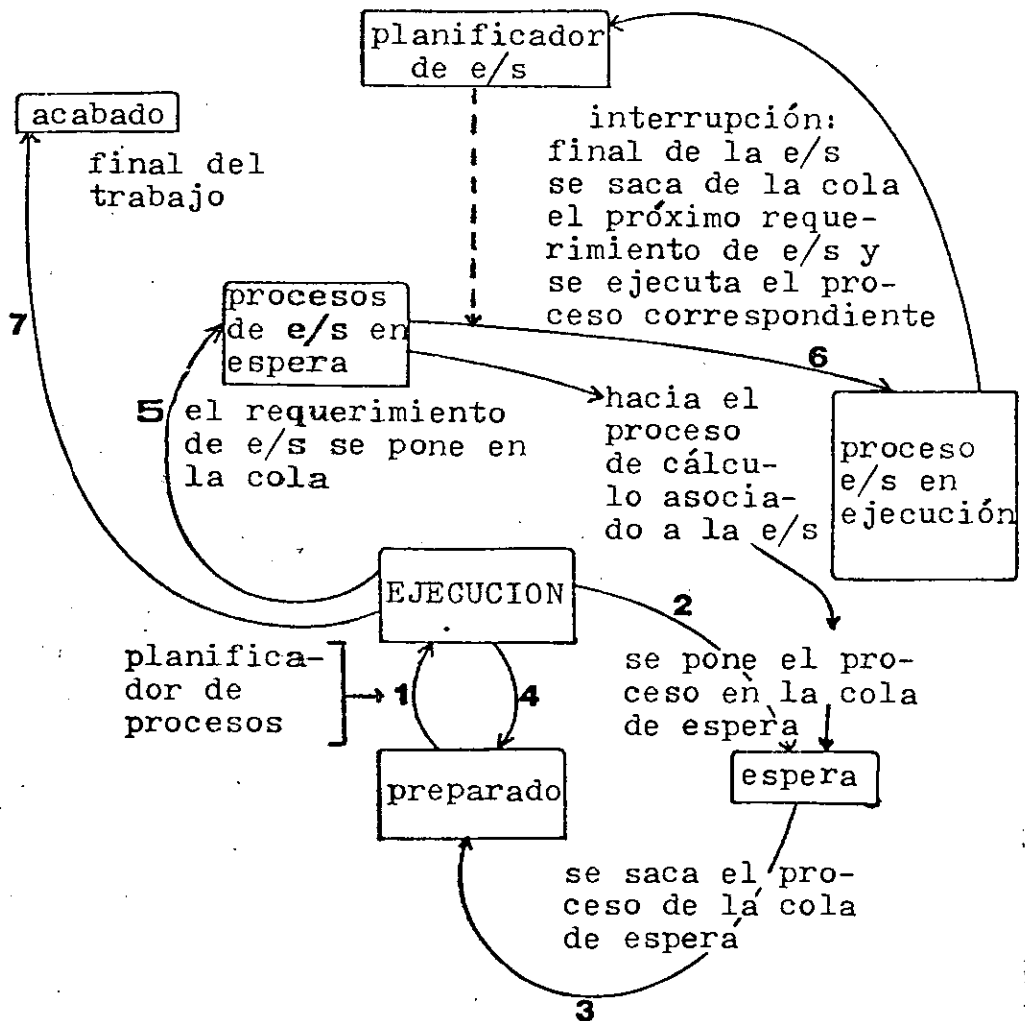 planificador
de e/s
acabado
final del
trabajo
interrupción:
final de la e/s
se saca de la cola
el próximo reque-
rimiento de e/s y
se ejecuta el pro-
ceso correspondiente
procesos
de e/s en
espera
7
6
5 el requerimiento
de e/s se pone en
la cola
hacia el
proceso
de cálcu-
lo asocia-
do a la e/s
proceso
e/s en
ejecución
EJECUCION
2
planifica-
dor de
procesos
1
4
se pone el pro-
ceso en la cola
de espera
preparado
espera
se saca el pro-
ceso de la cola
de espera
3